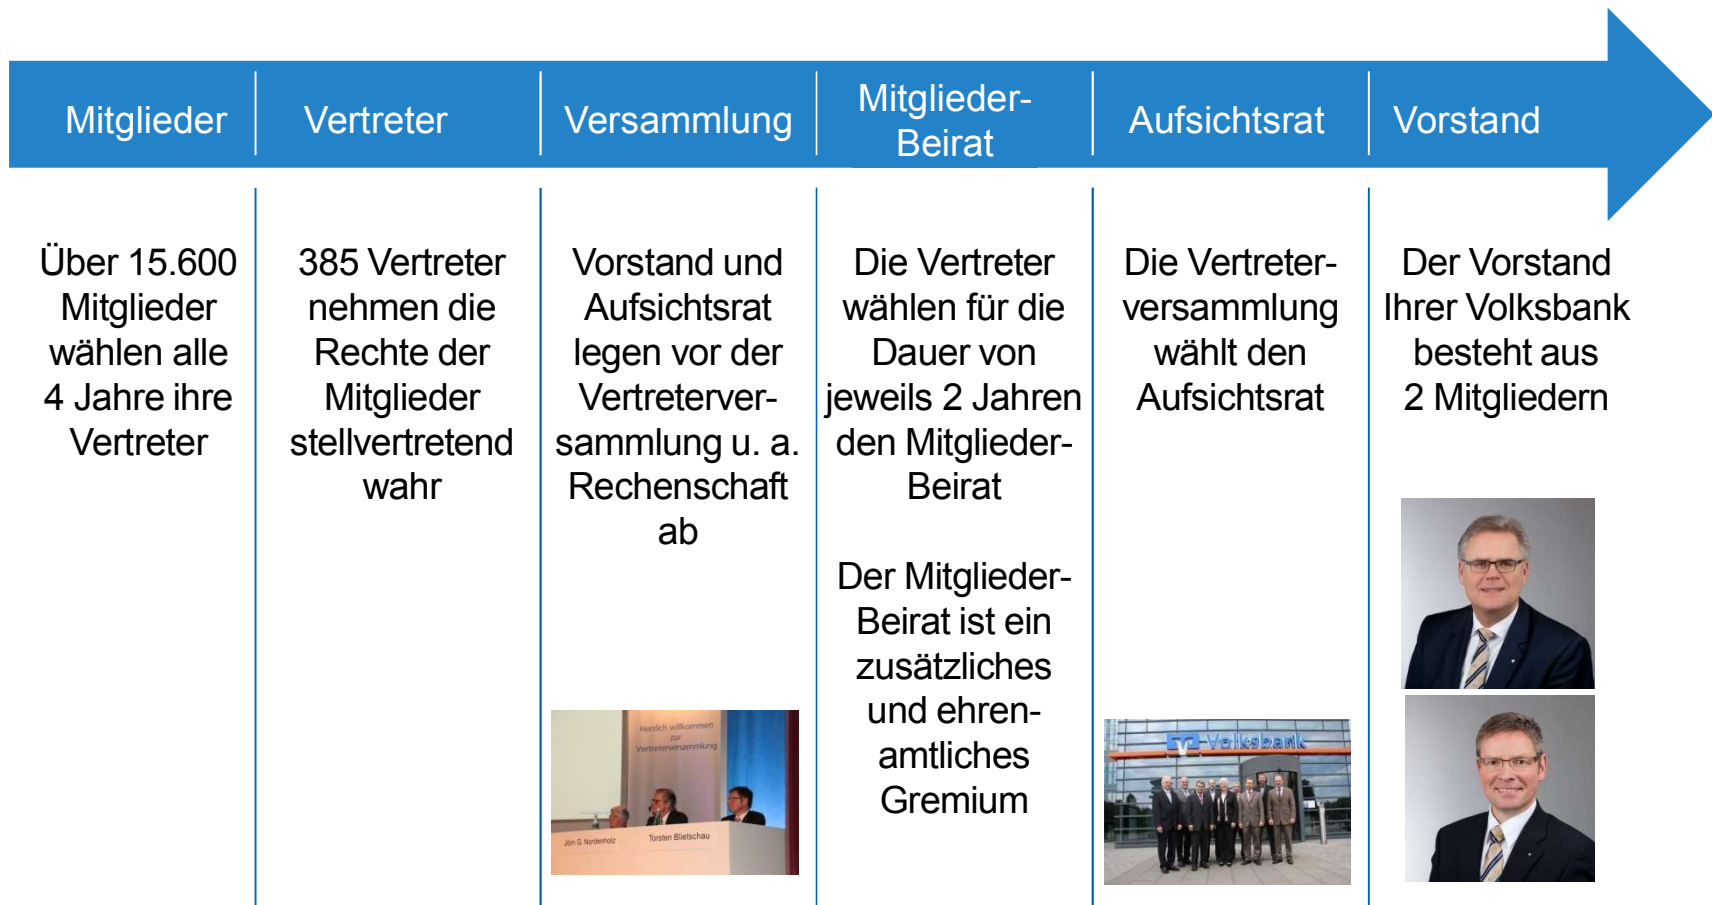 Mitglieder
Vertreter
Versammlung
Mitglieder-
Beirat
Aufsichtsrat
Vorstand
Über 15.600
Mitglieder
wählen alle
4 Jahre ihre
Vertreter
385 Vertreter
nehmen die
Rechte der
Mitglieder
stellvertretend
wahr
Vorstand und
Aufsichtsrat
legen vor der
Vertreterver-
sammlung u. a.
Rechenschaft
ab
Herzlich willkommen
zur
Vertreterversammlung
Jörn G. Nordenholz
Torsten Blietschau
Die Vertreter
wählen für die
Dauer von
jeweils 2 Jahren
den Mitglieder-
Beirat
Der Mitglieder-
Beirat ist ein
zusätzliches
und ehren-
amtliches
Gremium
Die Vertreter-
versammlung
wählt den
Aufsichtsrat
Volksbank
Der Vorstand
Ihrer Volksbank
besteht aus
2 Mitgliedern